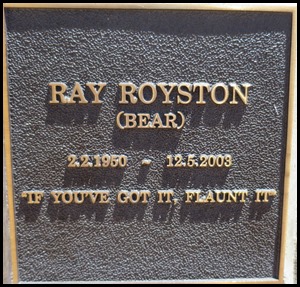 RAY ROYSTON
(BEAR)
2.2.1950 ~ 12.5.2003
"IF YOU'VE GOT IT, FLAUNT IT"